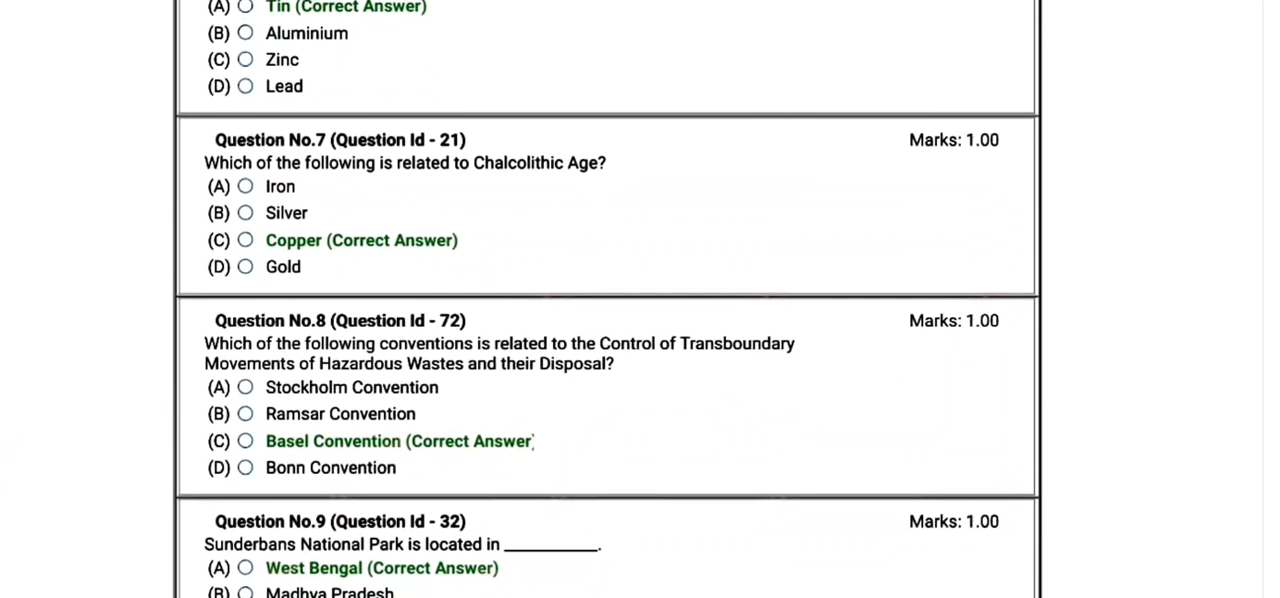 (A) Tin (Correct Answer)
(B) Aluminium
(C) Zinc
(D) Lead
Question No.7 (Question Id - 21) Marks: 1.00
Which of the following is related to Chalcolithic Age?
(A) Iron
(B) Silver
(C) Copper (Correct Answer)
(D) Gold
Question No.8 (Question Id - 72) Marks: 1.00
Which of the following conventions is related to the Control of Transboundary
Movements of Hazardous Wastes and their Disposal?
(A) Stockholm Convention
(B) Ramsar Convention
(C) Basel Convention (Correct Answer)
(D) Bonn Convention
Question No.9 (Question Id - 32) Marks: 1.00
Sunderbans National Park is located in __________.
(A) West Bengal (Correct Answer)
(B) Madhya Pradesh